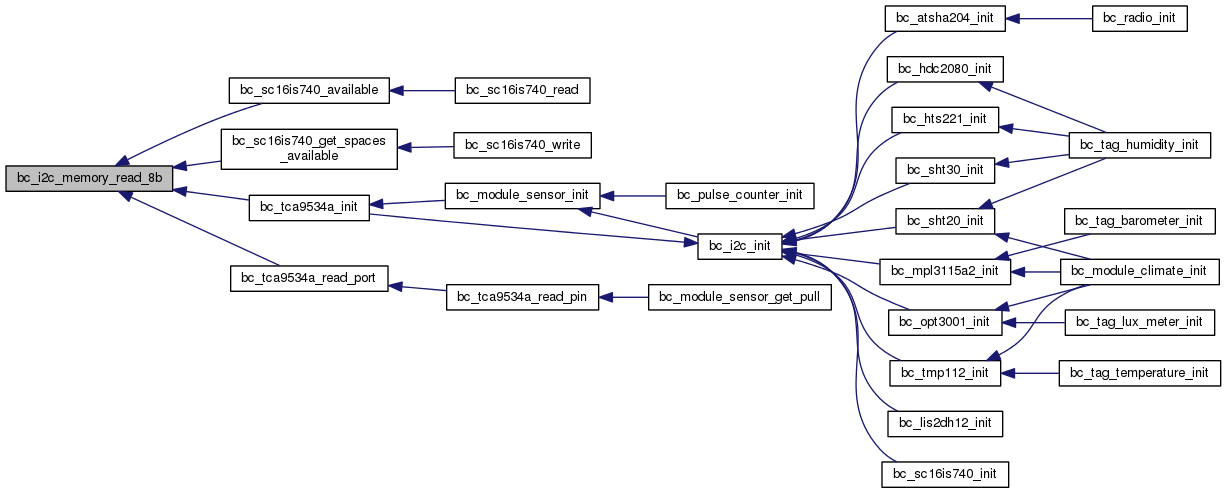 bc_i2c_memory_read_8b
bc_sc16is740_available
bc_sc16is740_get_spaces
_available
bc_tca9534a_init
bc_tca9534a_read_port
bc_sc16is740_read
bc_sc16is740_write
bc_module_sensor_init
bc_tca9534a_read_pin
bc_pulse_counter_init
bc_i2c_init
bc_module_sensor_get_pull
bc_atsha204_init
bc_hdc2080_init
bc_hts221_init
bc_sht30_init
bc_sht20_init
bc_mpl3115a2_init
bc_opt3001_init
bc_tmp112_init
bc_lis2dh12_init
bc_sc16is740_init
bc_radio_init
bc_tag_humidity_init
bc_tag_barometer_init
bc_module_climate_init
bc_tag_lux_meter_init
bc_tag_temperature_init